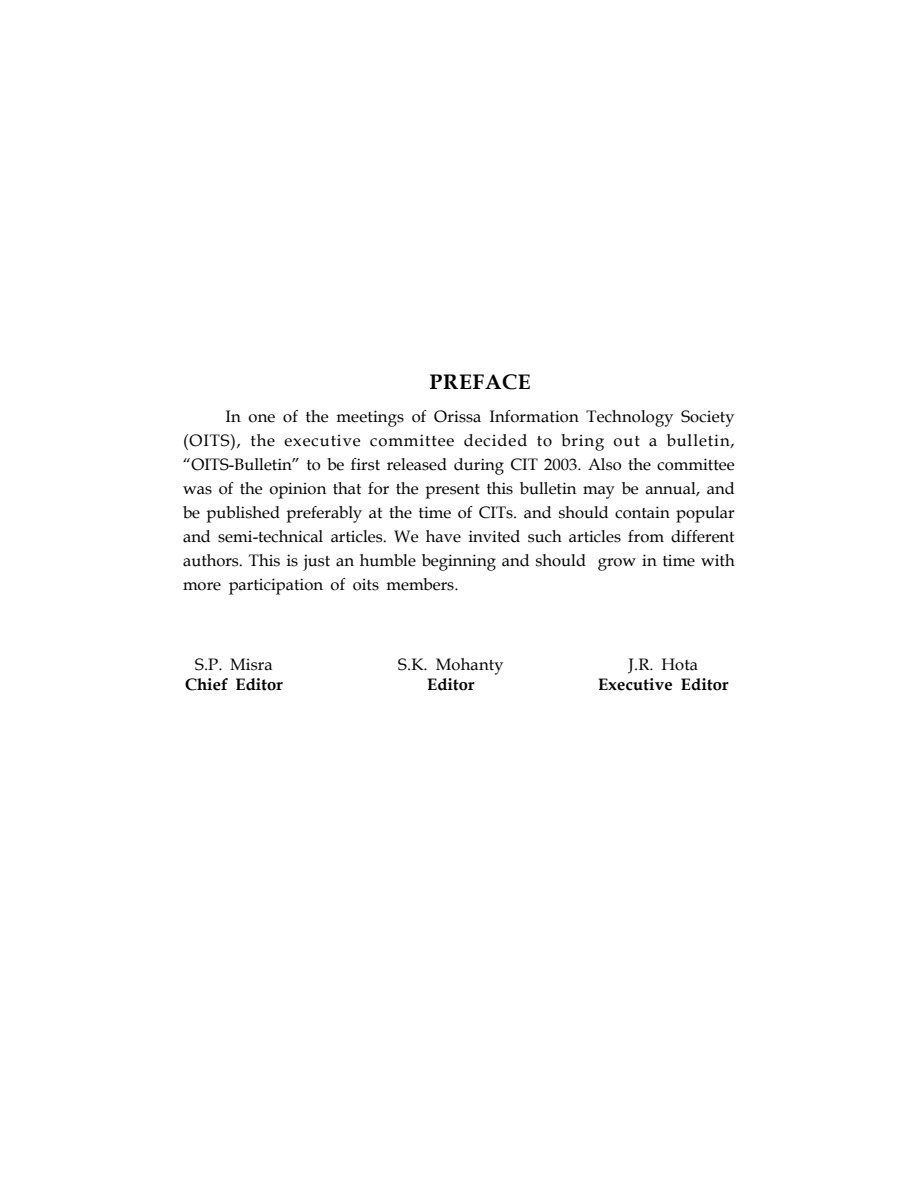 PREFACE
In one of the meetings of Orissa Information Technology Society
(OITS), the executive committee decided to bring out a bulletin,
“OITS-Bulletin” to be first released during CIT 2003. Also the committee
was of the opinion that for the present this bulletin may be annual, and
be published preferably at the time of CITs. and should contain popular
and semi-technical articles. We have invited such articles from different
authors. This is just an humble beginning and should grow in time with
more participation of oits members.
S.P. Misra S.K. Mohanty J.R. Hota
Chief Editor Editor Executive Editor